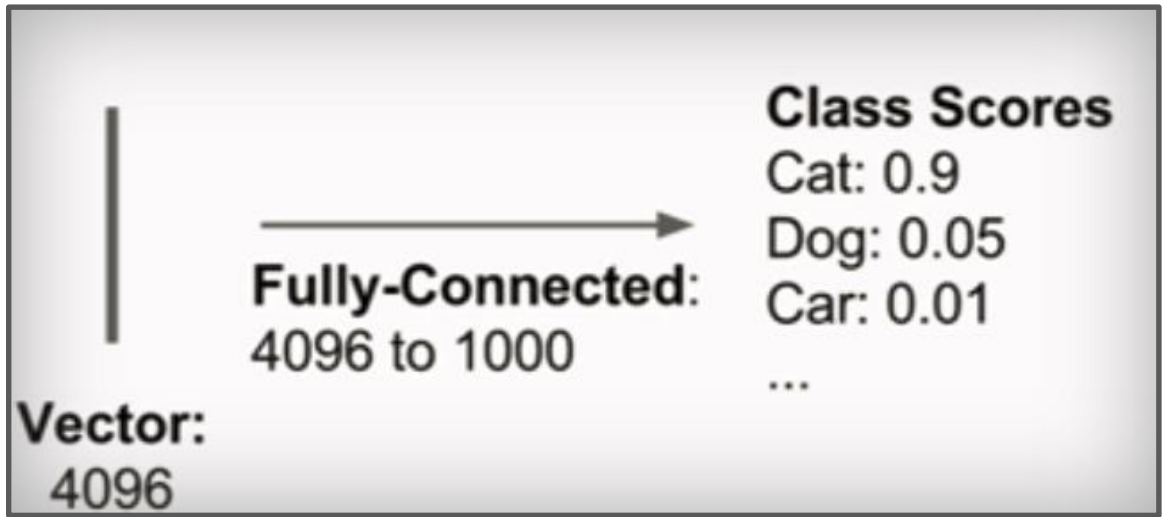 Class Scores
Cat: 0.9
Dog: 0.05
Car: 0.01
...
Fully-Connected:
4096 to 1000
Vector:
4096